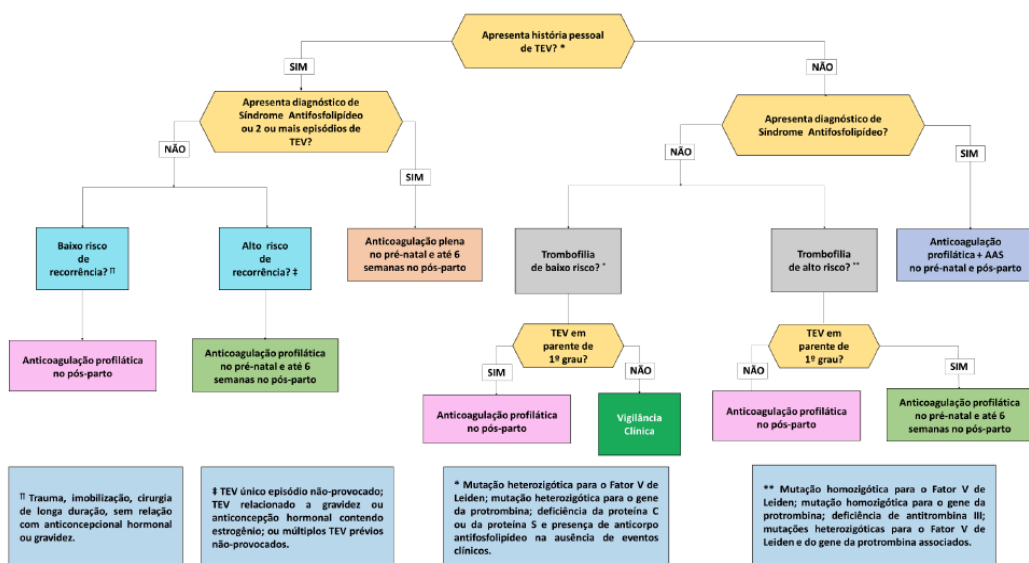 Apresenta história pessoal
de TEV? *
SIM
NÃO
Apresenta diagnóstico de
Síndrome Antifosfolipídeo
ou 2 ou mais episódios de
TEV?
Apresenta diagnóstico de
Síndrome Antifosfolipídeo?
NÃO
SIM
NÃO
SIM
Baixo risco
de
recorrência? ¶
Alto risco
de
recorrência? ‡
Anticoagulação plena
no pré-natal e até 6
semanas no pós-parto
Trombofilia
de baixo risco? *
Trombofilia
de alto risco? **
Anticoagulação
profilática + AAS
no pré-natal e pós-parto
Anticoagulação profilática
no pós-parto
Anticoagulação profilática
no pré-natal e até 6
semanas no pós-parto
TEV em
parente de
1º grau?
TEV em
parente de
1º grau?
SIM
NÃO
NÃO
SIM
Anticoagulação profilática
no pós-parto
Vigilância
Clínica
Anticoagulação profilática
no pós-parto
Anticoagulação profilática
no pré-natal e até 6
semanas no pós-parto
¶ Trauma, imobilização, cirurgia
de longa duração, sem relação
com anticoncepcional hormonal
ou gravidez.
‡ TEV único episódio não-provocado;
TEV relacionado a gravidez ou
anticoncepção hormonal contendo
estrogênio; ou múltiplos TEV prévios
não-provocados.
* Mutação heterizigótica para o Fator V de
Leiden; mutação heterozigótica para o gene
da protrombina; deficiência da proteína C
ou da proteína S e presença de anticorpo
antifosfolipídeo na ausência de eventos
clínicos.
** Mutação homozigótica para o Fator V de
Leiden; mutação homozigótica para o gene da
protrombina; deficiência de antitrombina III;
mutações heterozigóticas para o Fator V de
Leiden e do gene da protrombina associados.